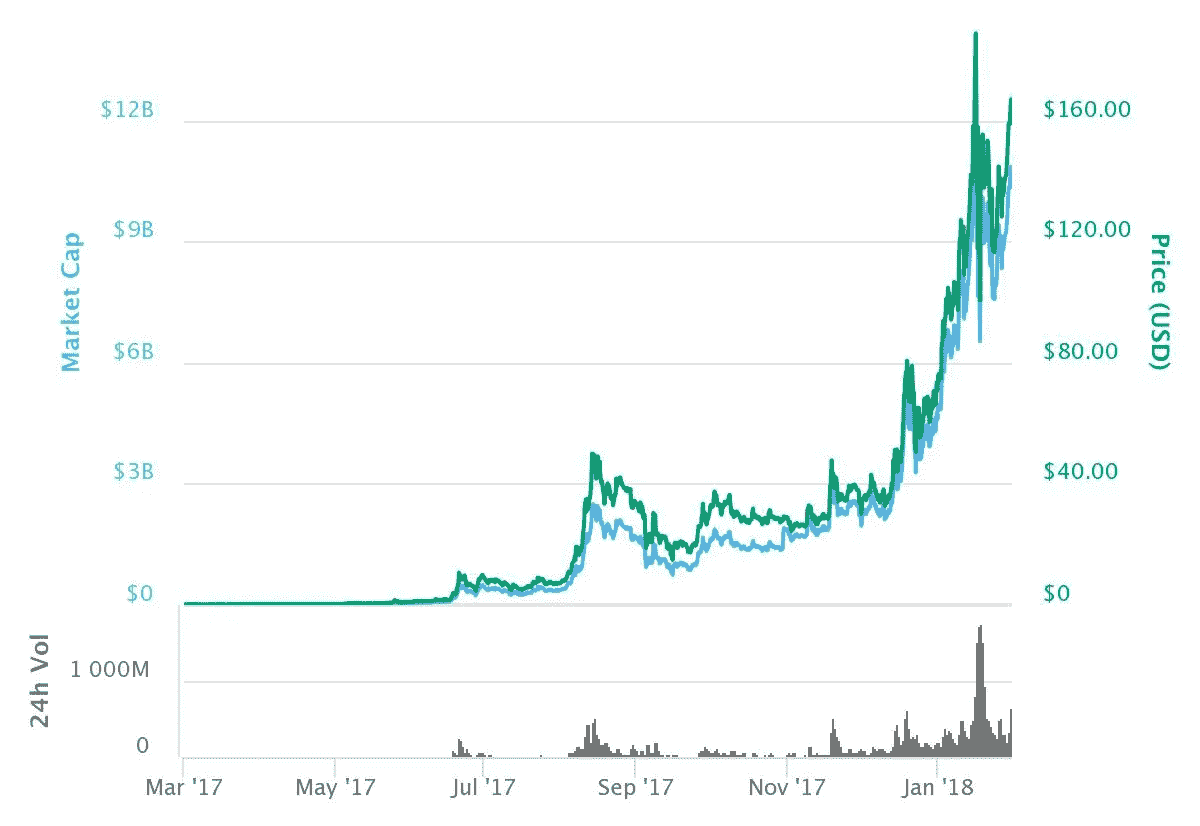 $12B
$160.00
$9B
$120.00
Market Cap
Price (USD)
$6B
$80.00
$3B
$40.00
$0
$0
24h Vol
1 000M
0
Mar '17
May '17
Jul '17
Sep '17
Nov '17
Jan '18